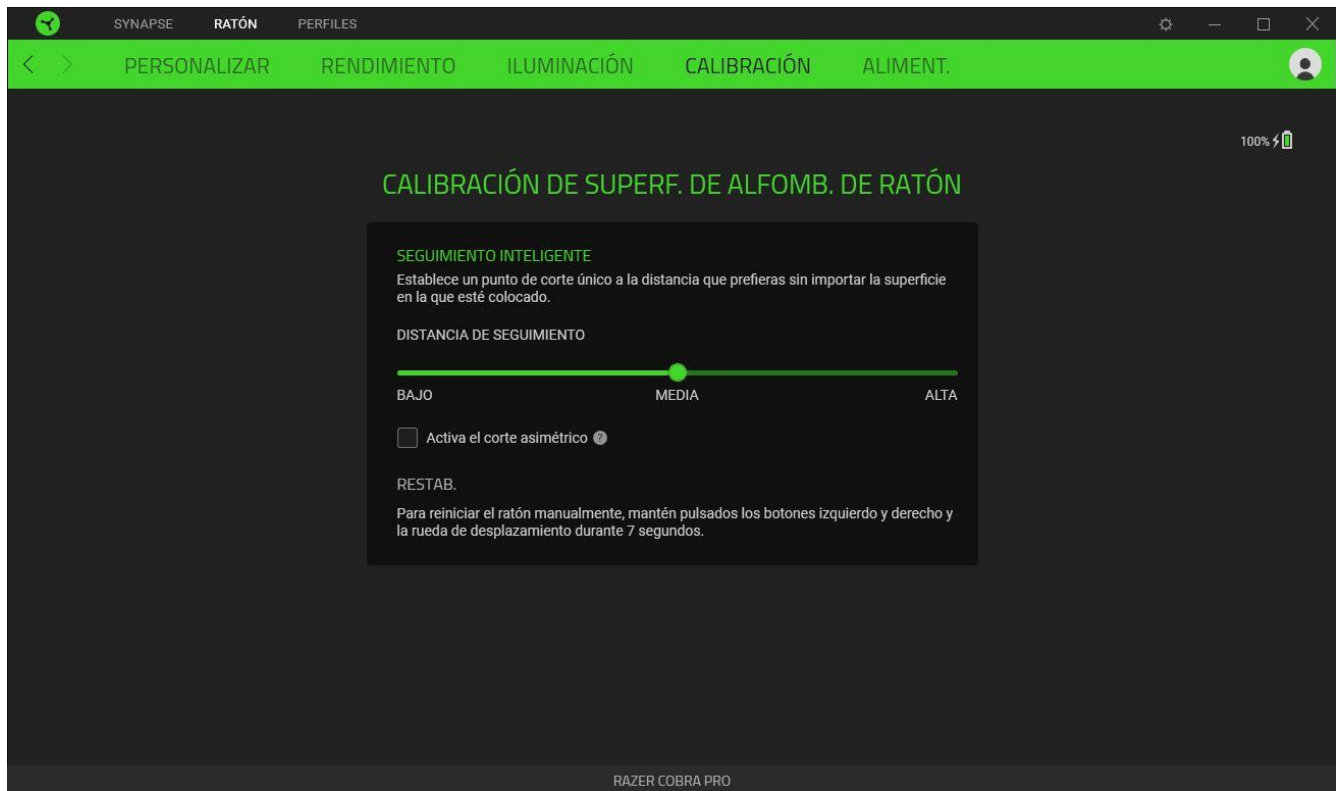 SYNAPSE RATÓN PERFILES
PERSONALIZAR RENDIMIENTO ILUMINACIÓN CALIBRACIÓN ALIMENT.
100%
CALIBRACIÓN DE SUPERF. DE ALFOMB. DE RATÓN
SEGUIMIENTO INTELIGENTE
Establece un punto de corte único a la distancia que prefieras sin importar la superficie
en la que esté colocado.
DISTANCIA DE SEGUIMIENTO
BAJO MEDIA ALTA
Activa el corte asimétrico ?
RESTAB.
Para reiniciar el ratón manualmente, mantén pulsados los botones izquierdo y derecho y
la rueda de desplazamiento durante 7 segundos.
RAZER COBRA PRO